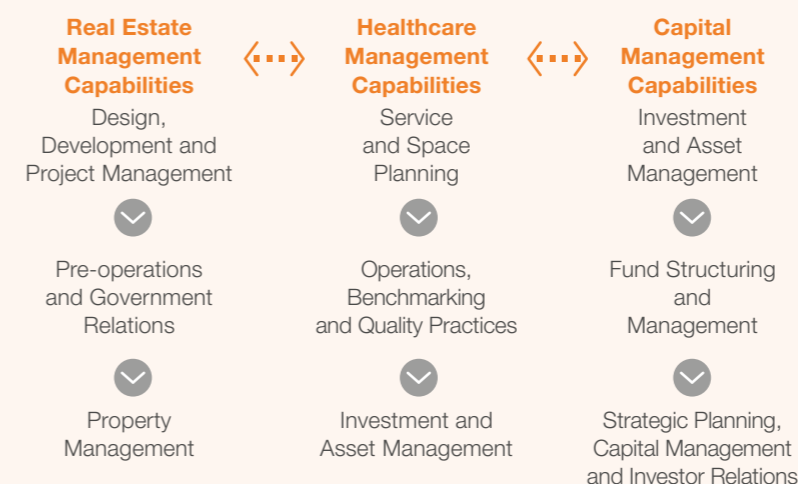 Real Estate
Management
Capabilities
Design,
Development and
Project Management
Pre-operations
and Government
Relations
Property
Management
Healthcare
Management
Capabilities
Service
and Space
Planning
Operations,
Benchmarking
and Quality Practices
Investment and
Asset Management
Capital
Management
Capabilities
Investment
and Asset
Management
Fund Structuring
and
Management
Strategic Planning,
Capital Management
and Investor Relations